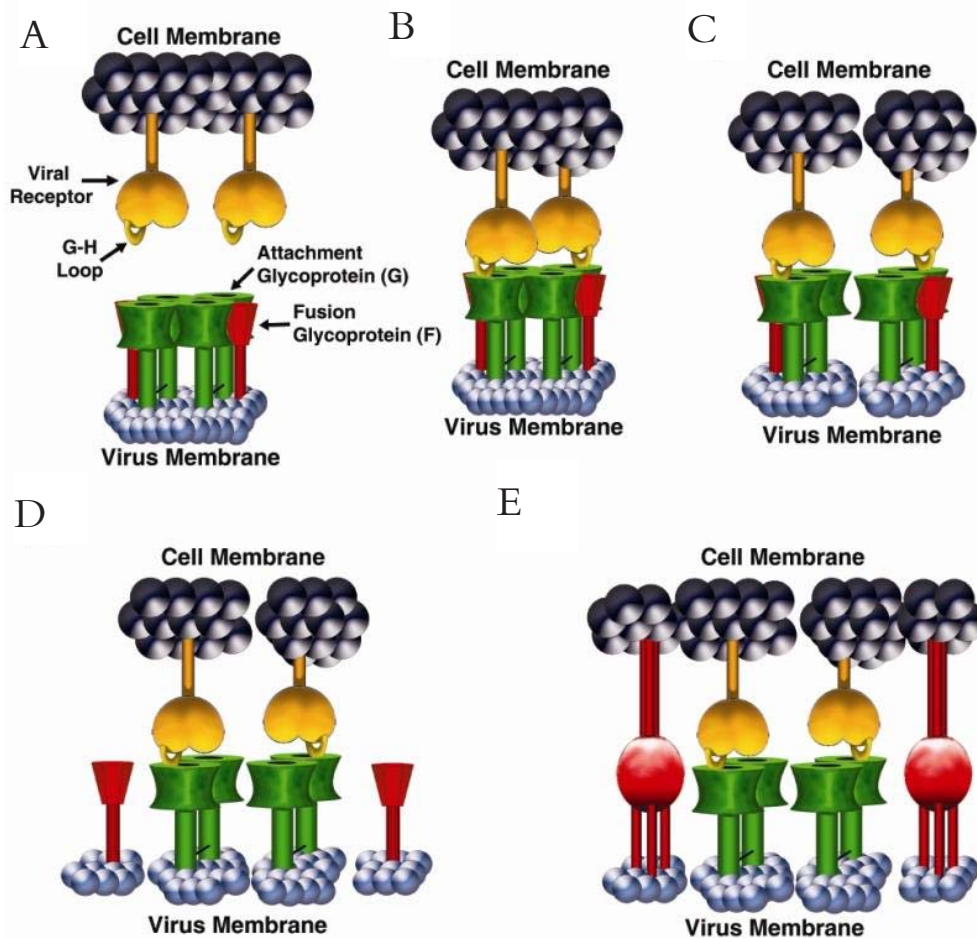 A
Cell Membrane
Viral
Receptor
G-H
Loop
Attachment
Glycoprotein (G)
Fusion
Glycoprotein (F)
Virus Membrane
B
Cell Membrane
Virus Membrane
C
Cell Membrane
Virus Membrane
D
Cell Membrane
Virus Membrane
E
Cell Membrane
Virus Membrane